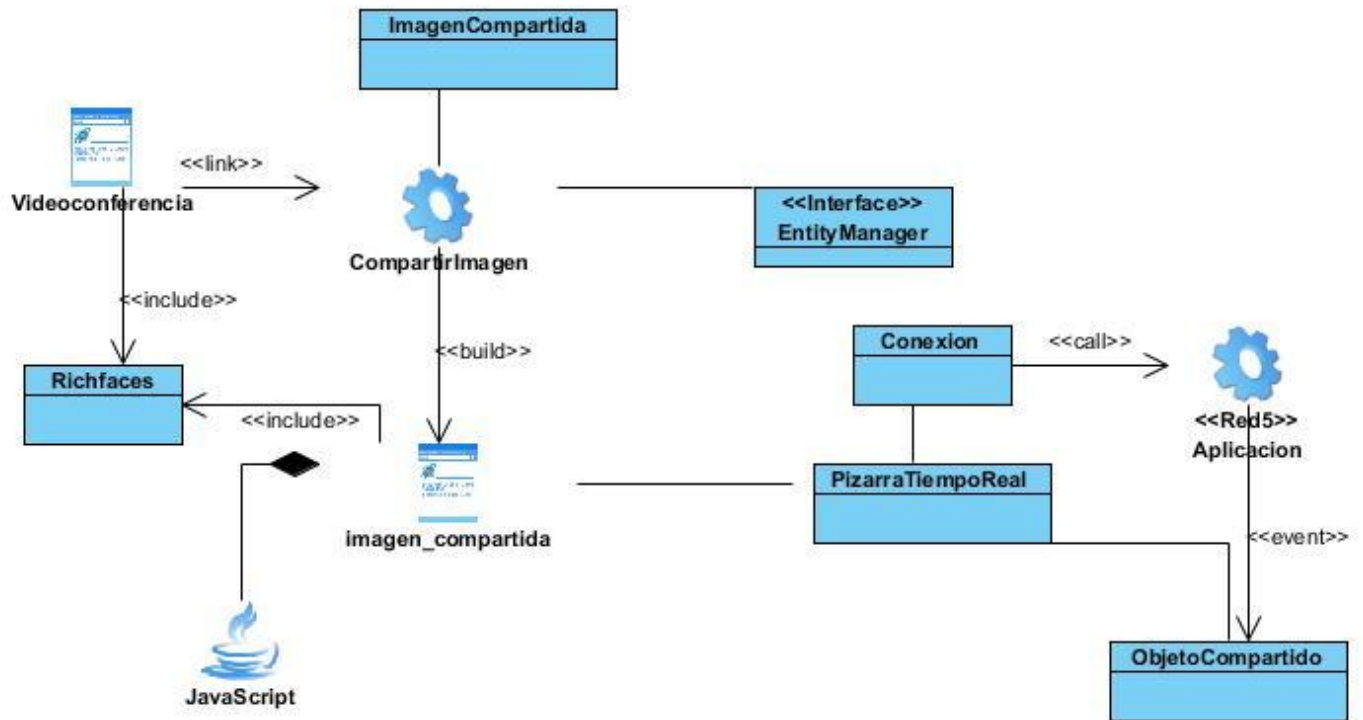 ImagenCompartida
<<link>>
Videoconferencia
<<Interface>>
EntityManager
CompartirImagen
<<include>>
<<build>>
Conexion
<<call>>
Richfaces
<<include>>
<<Red5>>
Aplicacion
PizarraTiempoReal
imagen_compartida
<<event>>
ObjetoCompartido
JavaScript